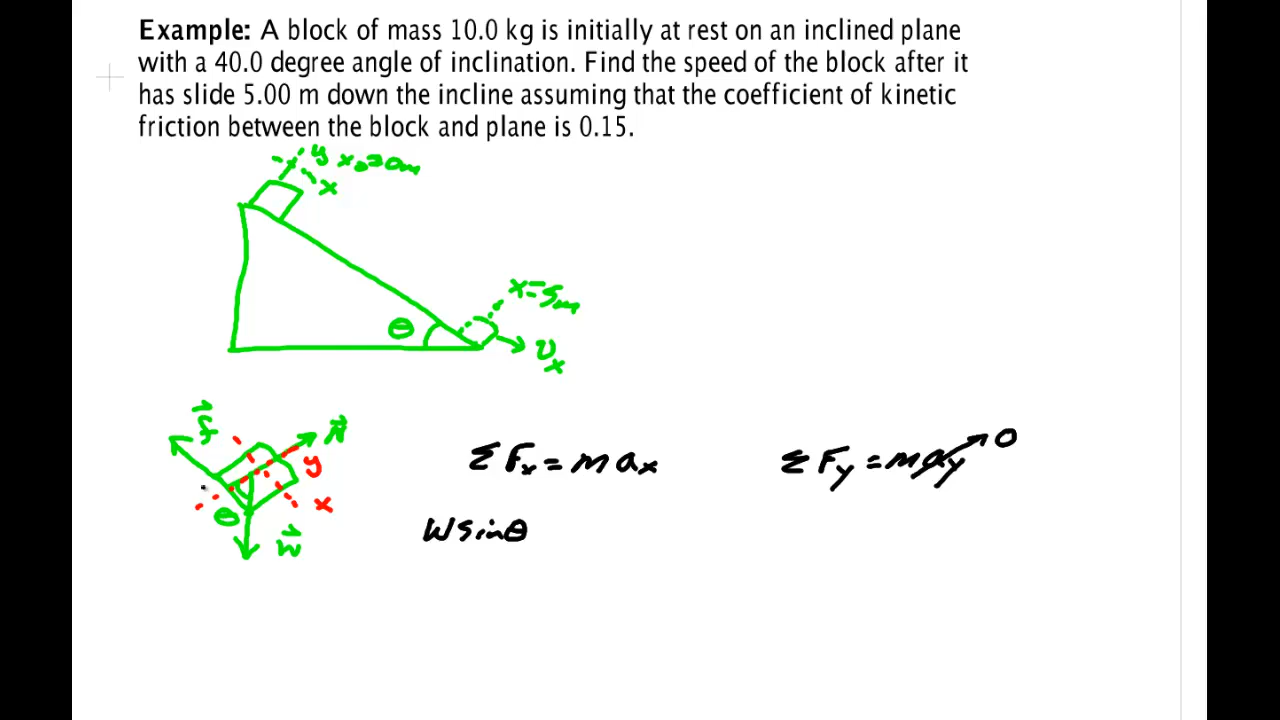 Example: A block of mass 10.0 kg is initially at rest on an inclined plane
with a 40.0 degree angle of inclination. Find the speed of the block after it
has slide 5.00 m down the incline assuming that the coefficient of kinetic
friction between the block and plane is 0.15.
y x₀=0m
x
x=5m
θ
vₓ
f⃗
N⃗
y
x
θ
W⃗
ΣFₓ = maₓ
ΣFy = may 0
W sinθ